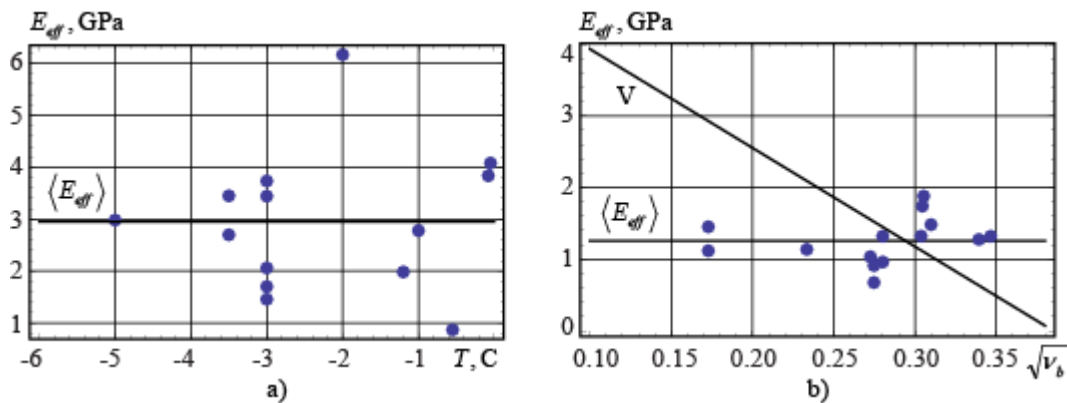 E_eff, GPa
6
5
4
⟨E_eff⟩
3
2
1
-6 -5 -4 -3 -2 -1 T, C
a)
E_eff, GPa
4
V
3
2
⟨E_eff⟩
1
0
0.10 0.15 0.20 0.25 0.30 0.35 √ν_b
b)